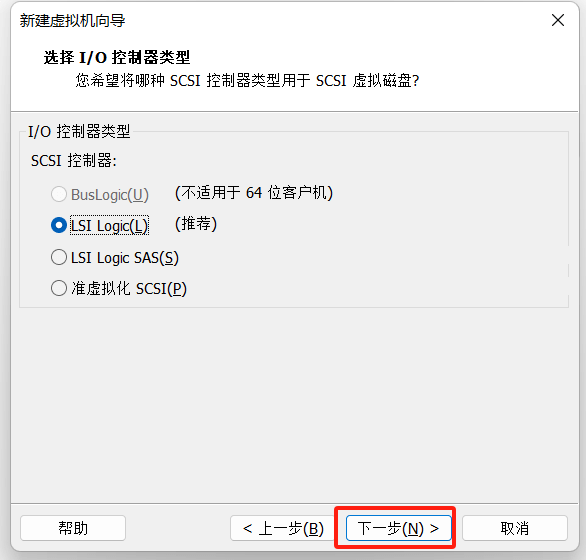 新建虚拟机向导
选择 I/O 控制器类型
您希望将哪种 SCSI 控制器类型用于 SCSI 虚拟磁盘?
I/O 控制器类型
SCSI 控制器:
BusLogic(U) (不适用于 64 位客户机)
LSI Logic(L) (推荐)
LSI Logic SAS(S)
准虚拟化 SCSI(P)
帮助 < 上一步(B) 下一步(N) > 取消